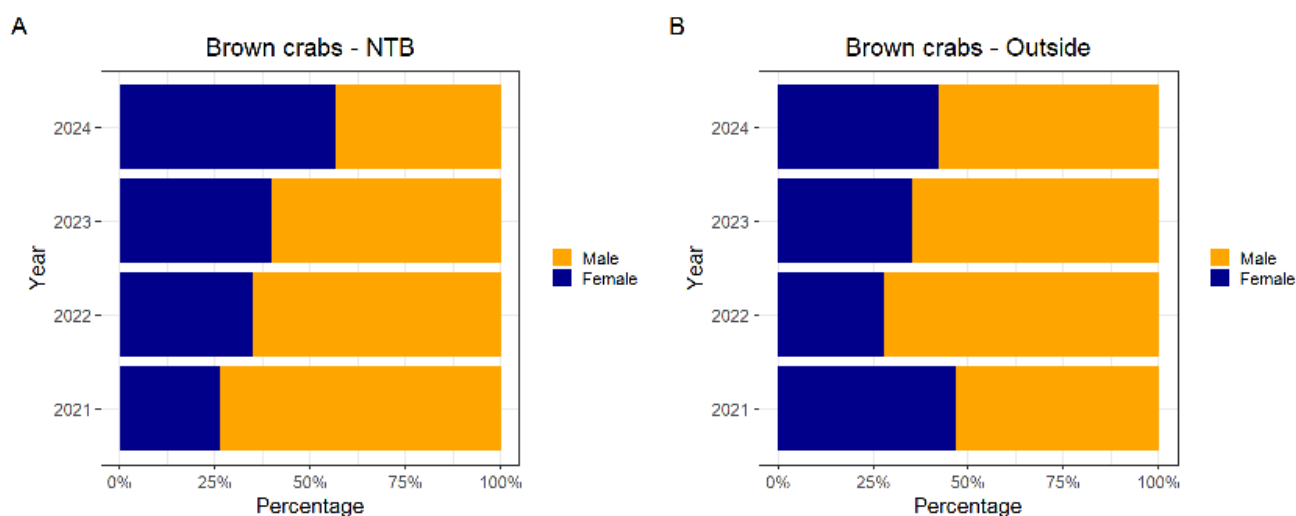 A
Brown crabs - NTB
Year
2024
2023
2022
2021
0% 25% 50% 75% 100%
Percentage
Male
Female
B
Brown crabs - Outside
Year
2024
2023
2022
2021
0% 25% 50% 75% 100%
Percentage
Male
Female